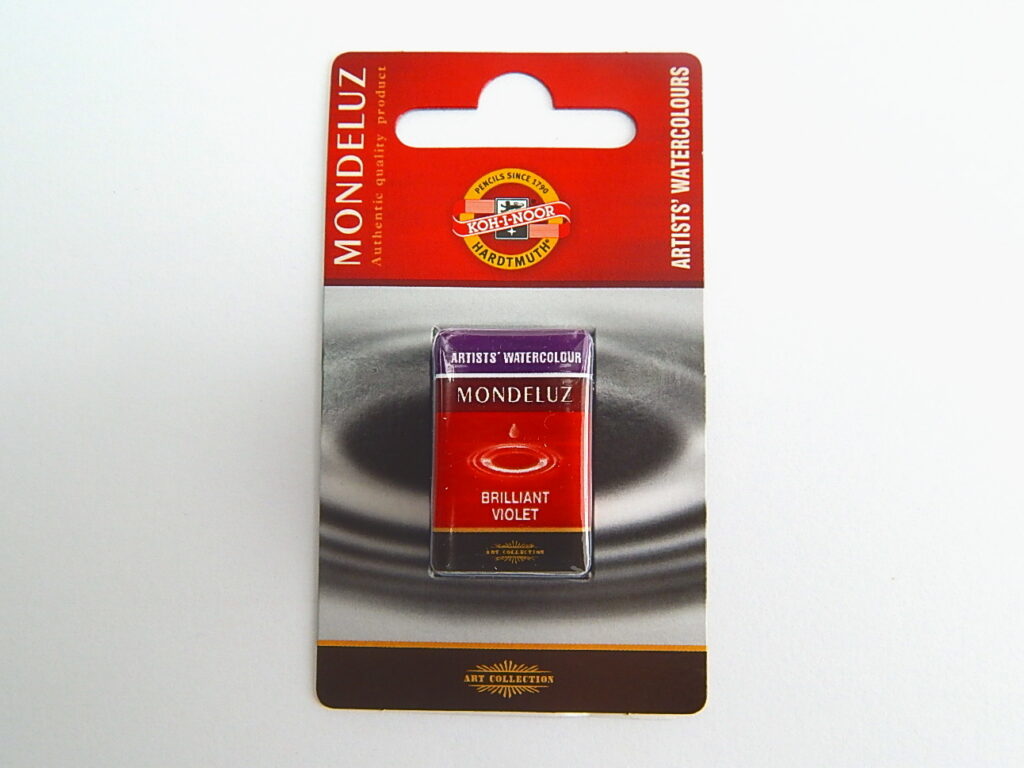 MONDELUZ
Authentic quality product
ARTISTS' WATERCOLOURS
PENCILS SINCE 1790
KOH-I-NOOR
HARDTMUTH®
ARTISTS' WATERCOLOUR
MONDELUZ
BRILLIANT
VIOLET
ART COLLECTION
ART COLLECTION